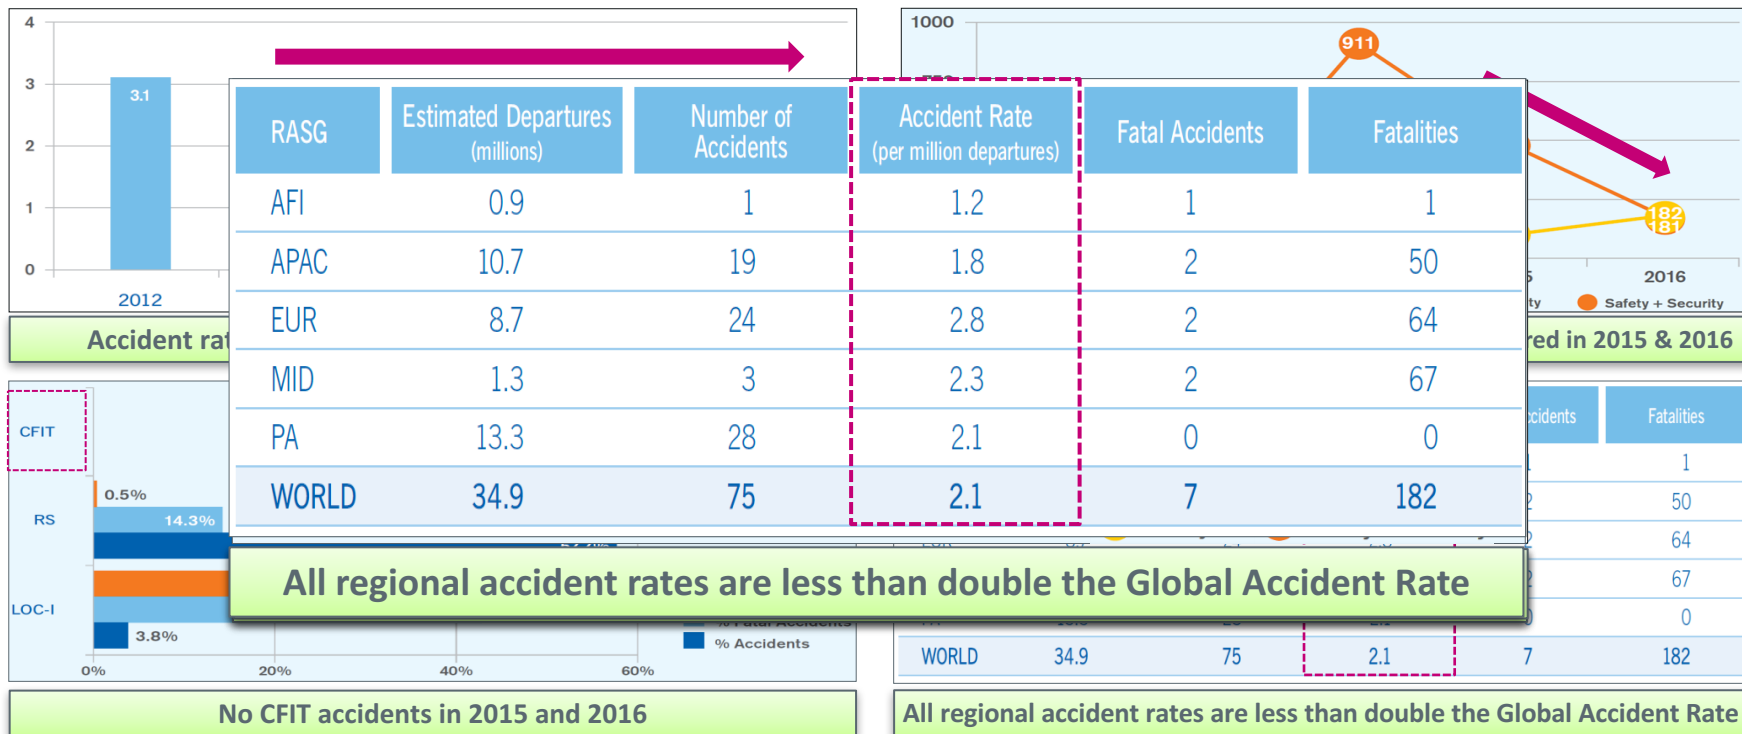 4
3
2
1
0
3.1
2012
1000
911
182
181
2016
Safety + Security
RASG Estimated Departures (millions) Number of Accidents Accident Rate (per million departures) Fatal Accidents Fatalities
AFI 0.9 1 1.2 1 1
APAC 10.7 19 1.8 2 50
EUR 8.7 24 2.8 2 64
MID 1.3 3 2.3 2 67
PA 13.3 28 2.1 0 0
WORLD 34.9 75 2.1 7 182
All regional accident rates are less than double the Global Accident Rate
Accident
in 2015 & 2016
CFIT
RS
LOC-I
0.5%
14.3%
3.8%
% Fatal Accidents
% Accidents
0% 20% 40% 60%
No CFIT accidents in 2015 and 2016
Fatalities
1
50
64
67
0
WORLD 34.9 75 2.1 7 182
All regional accident rates are less than double the Global Accident Rate